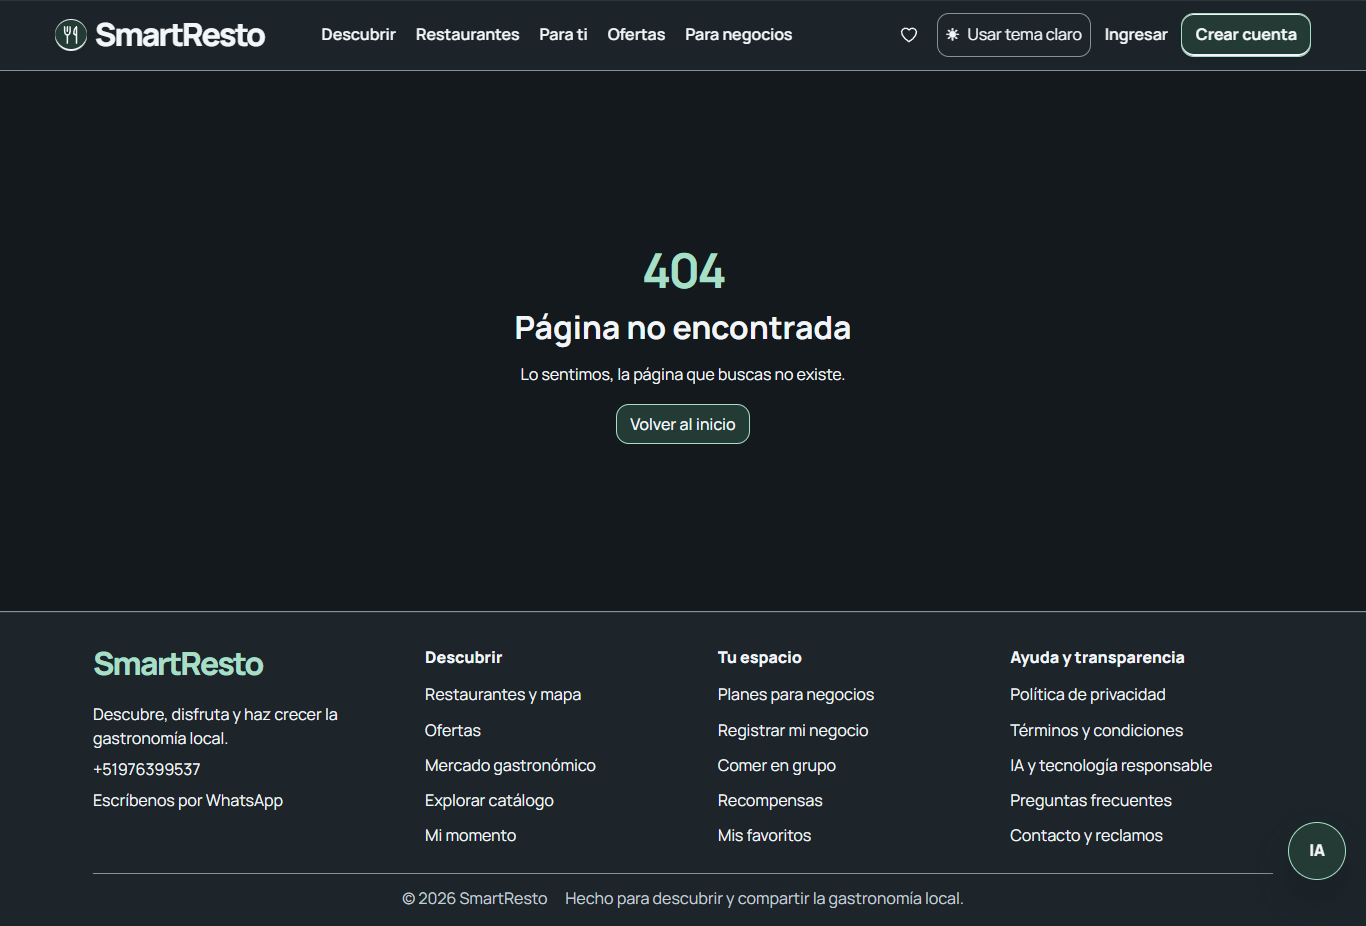 SmartResto
Descubrir
Restaurantes
Para ti
Ofertas
Para negocios
Usar tema claro
Ingresar
Crear cuenta
404
Página no encontrada
Lo sentimos, la página que buscas no existe.
Volver al inicio
SmartResto
Descubre, disfruta y haz crecer la
gastronomía local.
+51976399537
Escríbenos por WhatsApp
Descubrir
Restaurantes y mapa
Ofertas
Mercado gastronómico
Explorar catálogo
Mi momento
Tu espacio
Planes para negocios
Registrar mi negocio
Comer en grupo
Recompensas
Mis favoritos
Ayuda y transparencia
Política de privacidad
Términos y condiciones
IA y tecnología responsable
Preguntas frecuentes
Contacto y reclamos
IA
© 2026 SmartResto
Hecho para descubrir y compartir la gastronomía local.